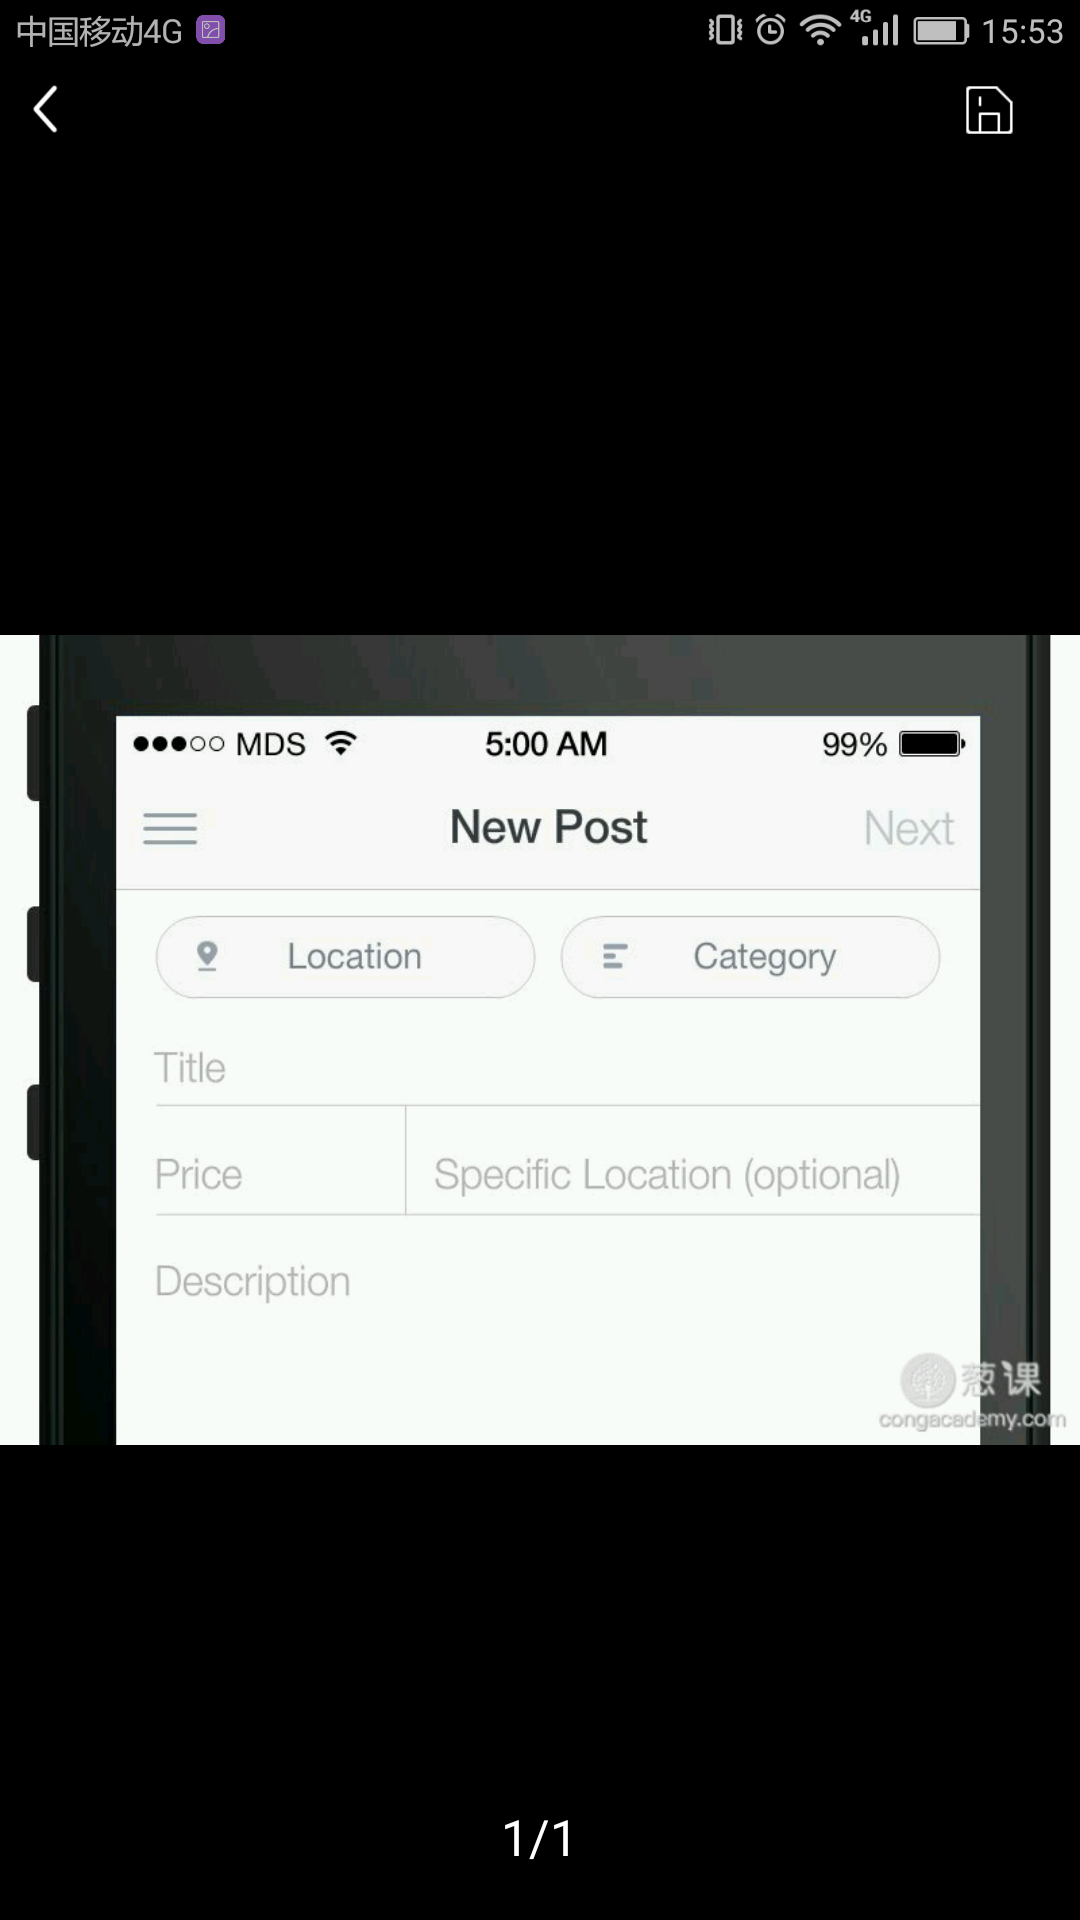 中国移动4G 4G 15:53
MDS 5:00 AM 99%
New Post Next
Location Category
Title
Price Specific Location (optional)
Description
葱课
congacademy.com
1/1